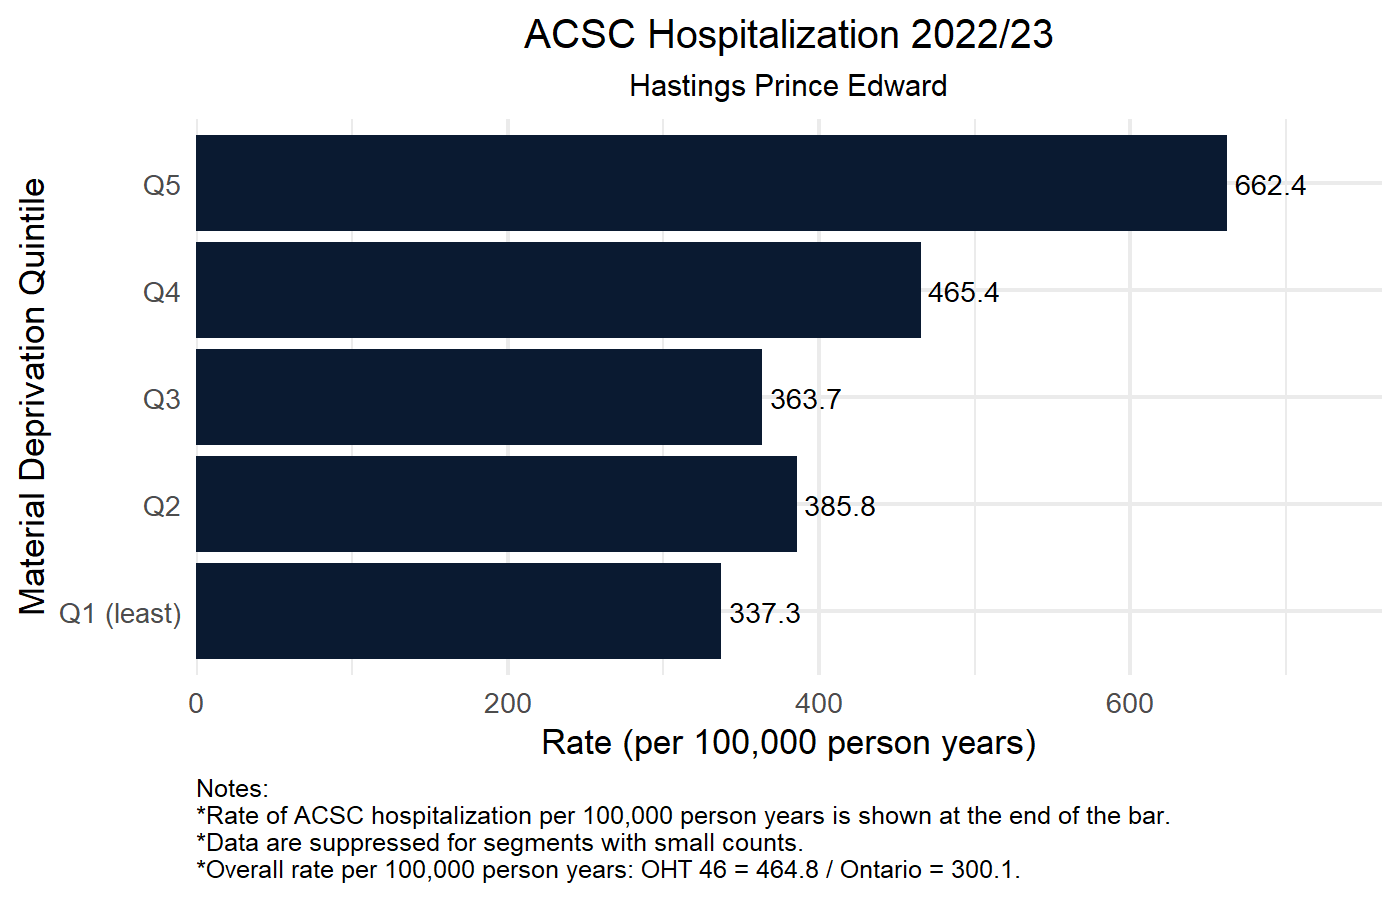 ACSC Hospitalization 2022/23
Hastings Prince Edward
Material Deprivation Quintile
Q5
662.4
Q4
465.4
Q3
363.7
Q2
385.8
Q1 (least)
337.3
0
200
400
600
Rate (per 100,000 person years)
Notes:
*Rate of ACSC hospitalization per 100,000 person years is shown at the end of the bar.
*Data are suppressed for segments with small counts.
*Overall rate per 100,000 person years: OHT 46 = 464.8 / Ontario = 300.1.